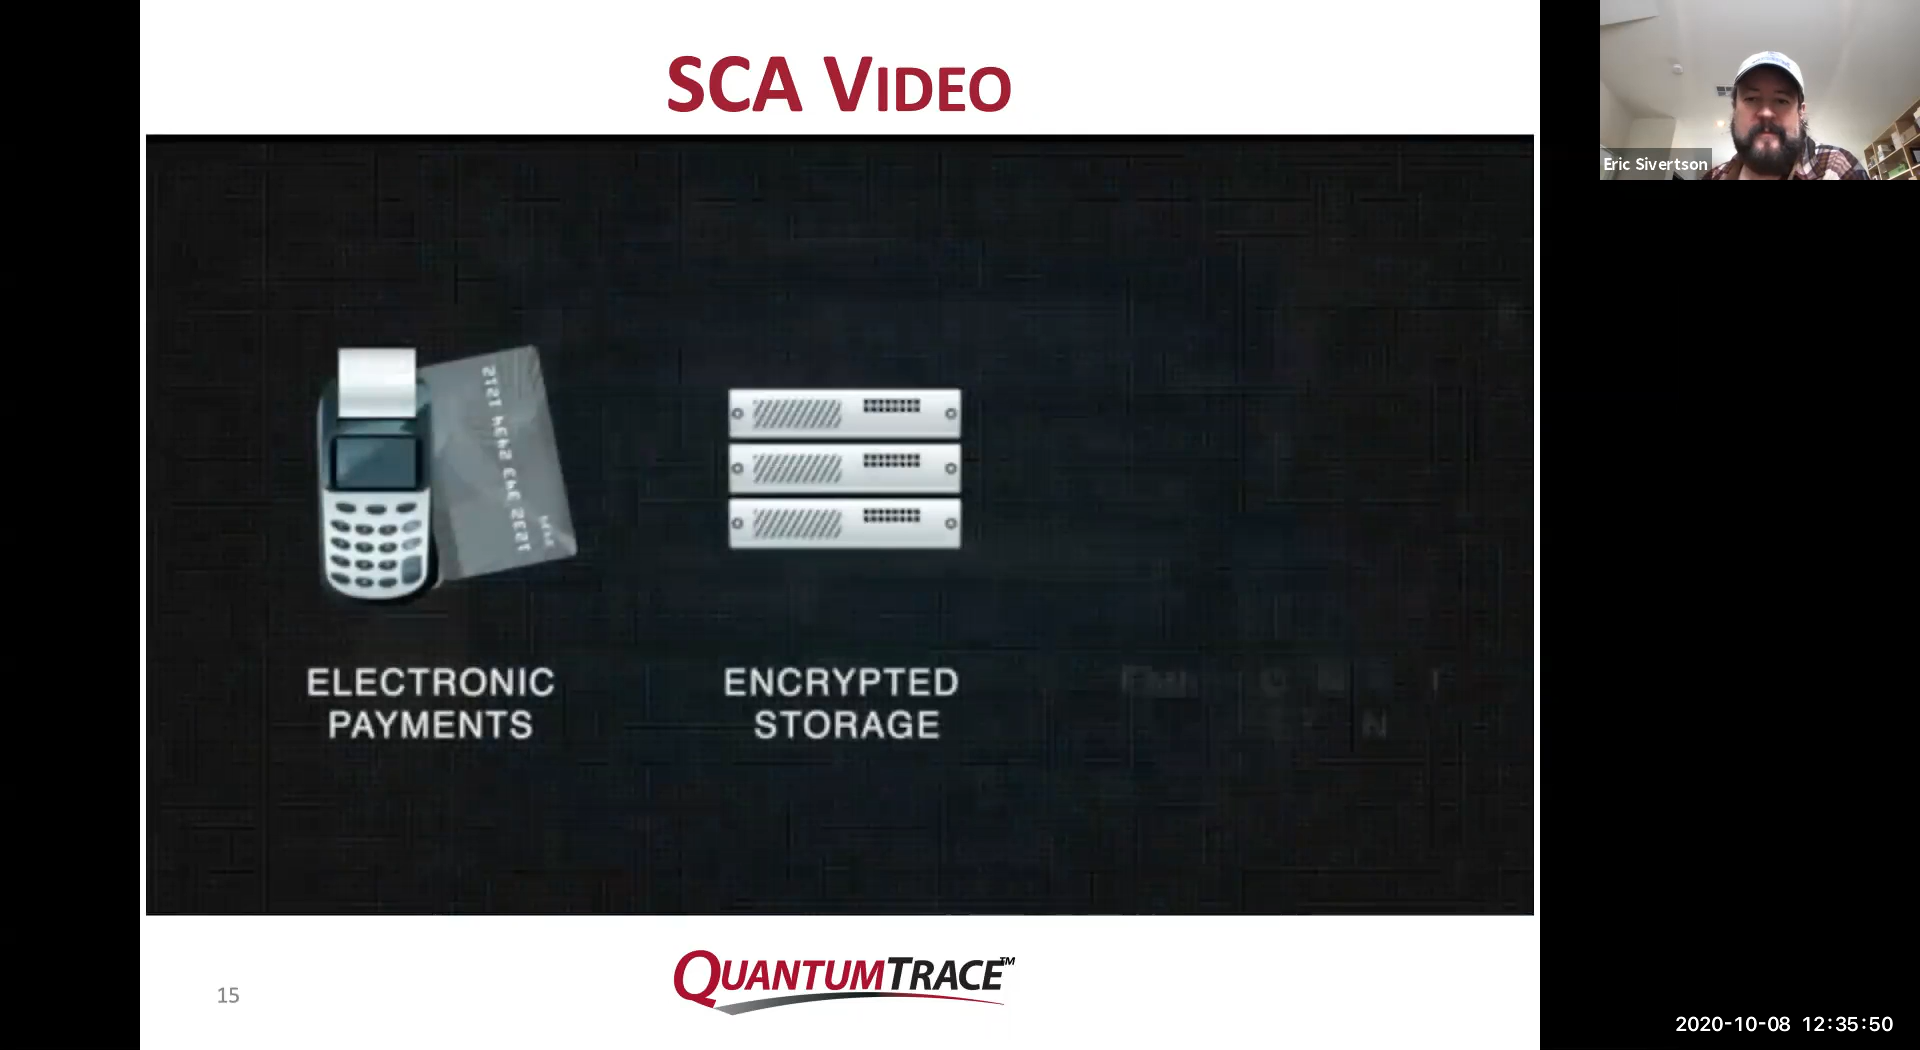 SCA VIDEO
Eric Sivertson
ELECTRONIC
PAYMENTS
ENCRYPTED
STORAGE
N
QUANTUMTRACE™
15
2020-10-08 12:35:50